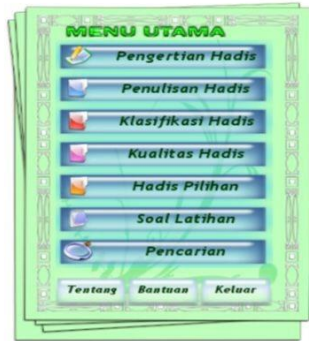 MENU UTAMA
Pengertian Hadis
Penulisan Hadis
Klasifikasi Hadis
Kualitas Hadis
Hadis Pilihan
Soal Latihan
Pencarian
Tentang Bantuan Keluar